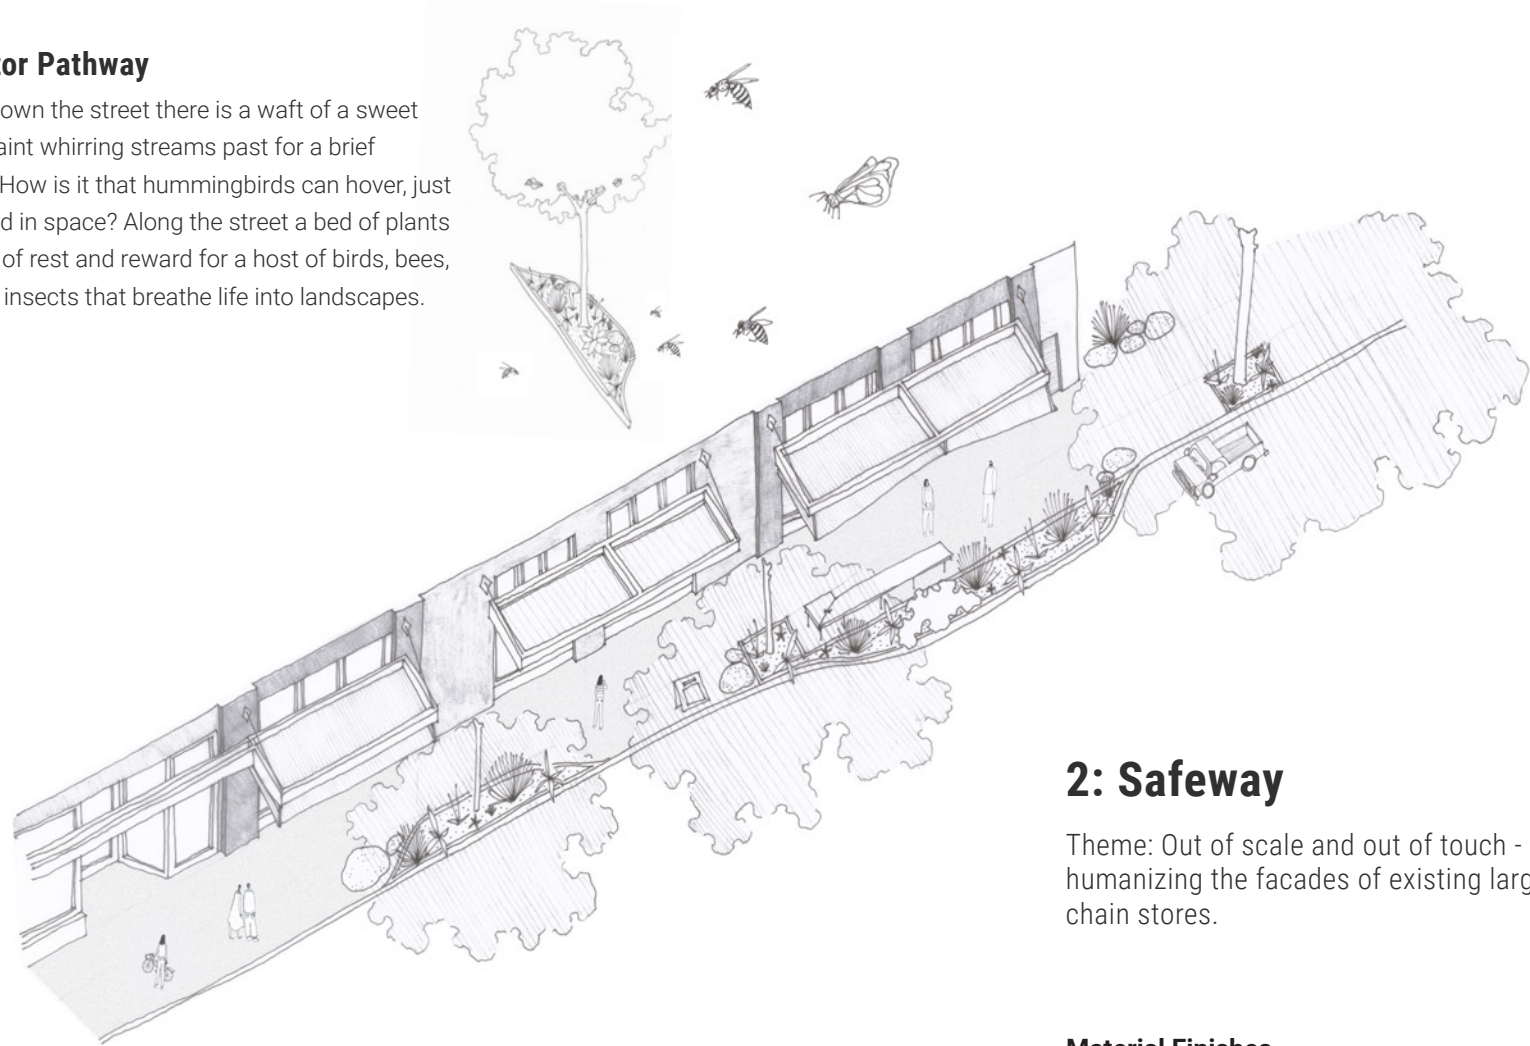 tor Pathway
own the street there is a waft of a sweet
aint whirring streams past for a brief
How is it that hummingbirds can hover, just
d in space? Along the street a bed of plants
of rest and reward for a host of birds, bees,
insects that breathe life into landscapes.
2: Safeway
Theme: Out of scale and out of touch -
humanizing the facades of existing larg
chain stores.
Material Finishes